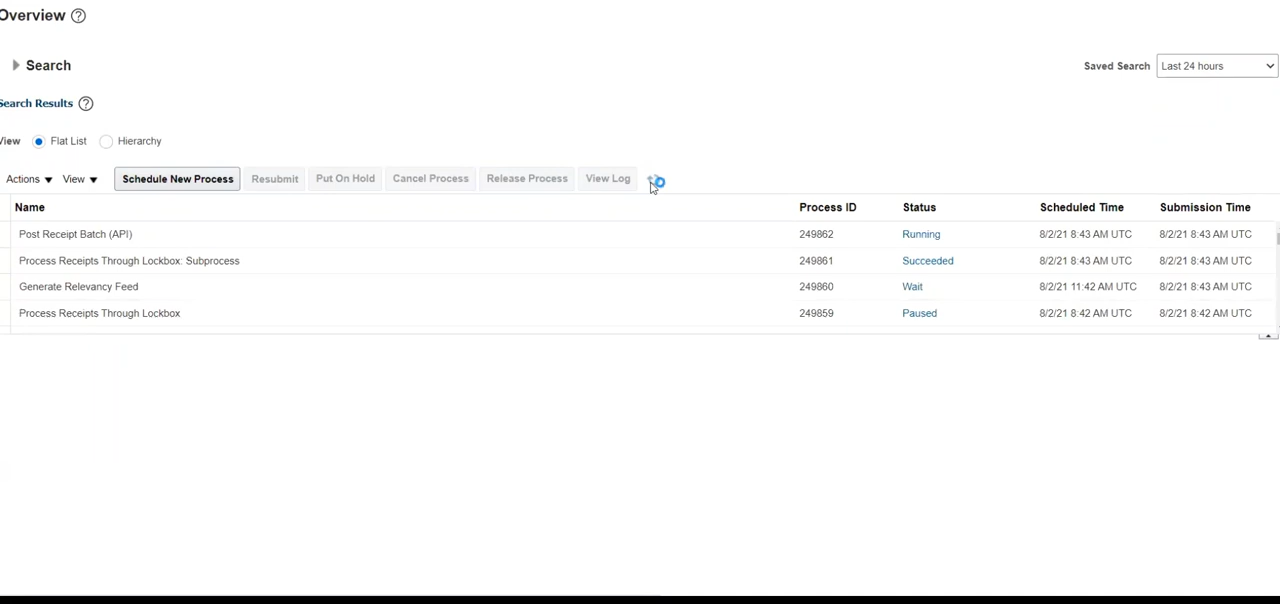 Overview
Search
Saved Search Last 24 hours
Search Results
View Flat List Hierarchy
Actions View Schedule New Process Resubmit Put On Hold Cancel Process Release Process View Log
Name Process ID Status Scheduled Time Submission Time
Post Receipt Batch (API) 249862 Running 8/2/21 8:43 AM UTC 8/2/21 8:43 AM UTC
Process Receipts Through Lockbox: Subprocess 249861 Succeeded 8/2/21 8:43 AM UTC 8/2/21 8:43 AM UTC
Generate Relevancy Feed 249860 Wait 8/2/21 11:42 AM UTC 8/2/21 8:43 AM UTC
Process Receipts Through Lockbox 249859 Paused 8/2/21 8:42 AM UTC 8/2/21 8:42 AM UTC